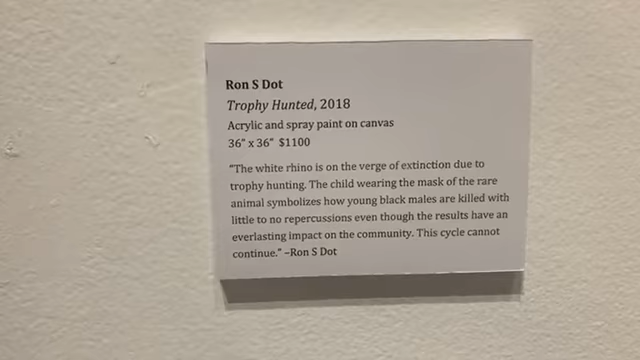 Ron S Dot
Trophy Hunted, 2018
Acrylic and spray paint on canvas
36" x 36" $1100
"The white rhino is on the verge of extinction due to
trophy hunting. The child wearing the mask of the rare
animal symbolizes how young black males are killed with
little to no repercussions even though the results have an
everlasting impact on the community. This cycle cannot
continue." –Ron S Dot